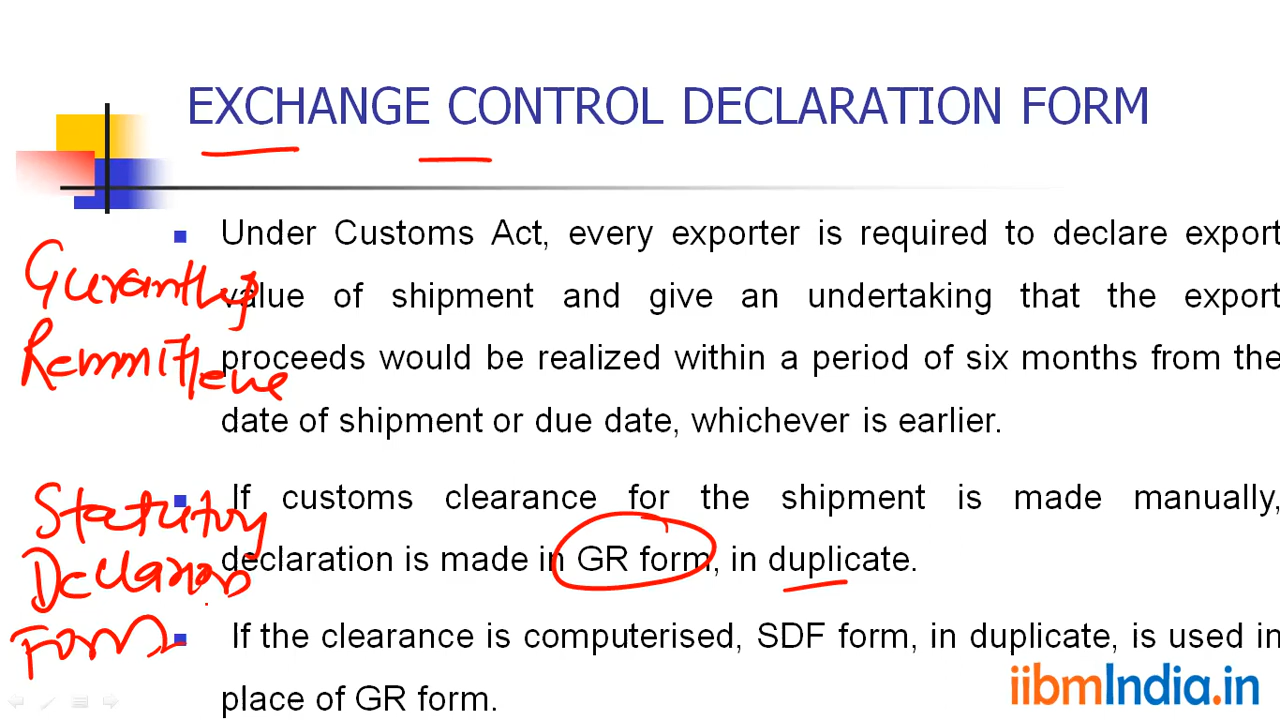 EXCHANGE CONTROL DECLARATION FORM
Under Customs Act, every exporter is required to declare export
value of shipment and give an undertaking that the export
proceeds would be realized within a period of six months from the
date of shipment or due date, whichever is earlier.
If customs clearance for the shipment is made manually,
declaration is made in GR form, in duplicate.
If the clearance is computerised, SDF form, in duplicate, is used in
place of GR form.
Statutory
Form
iibmIndia.in